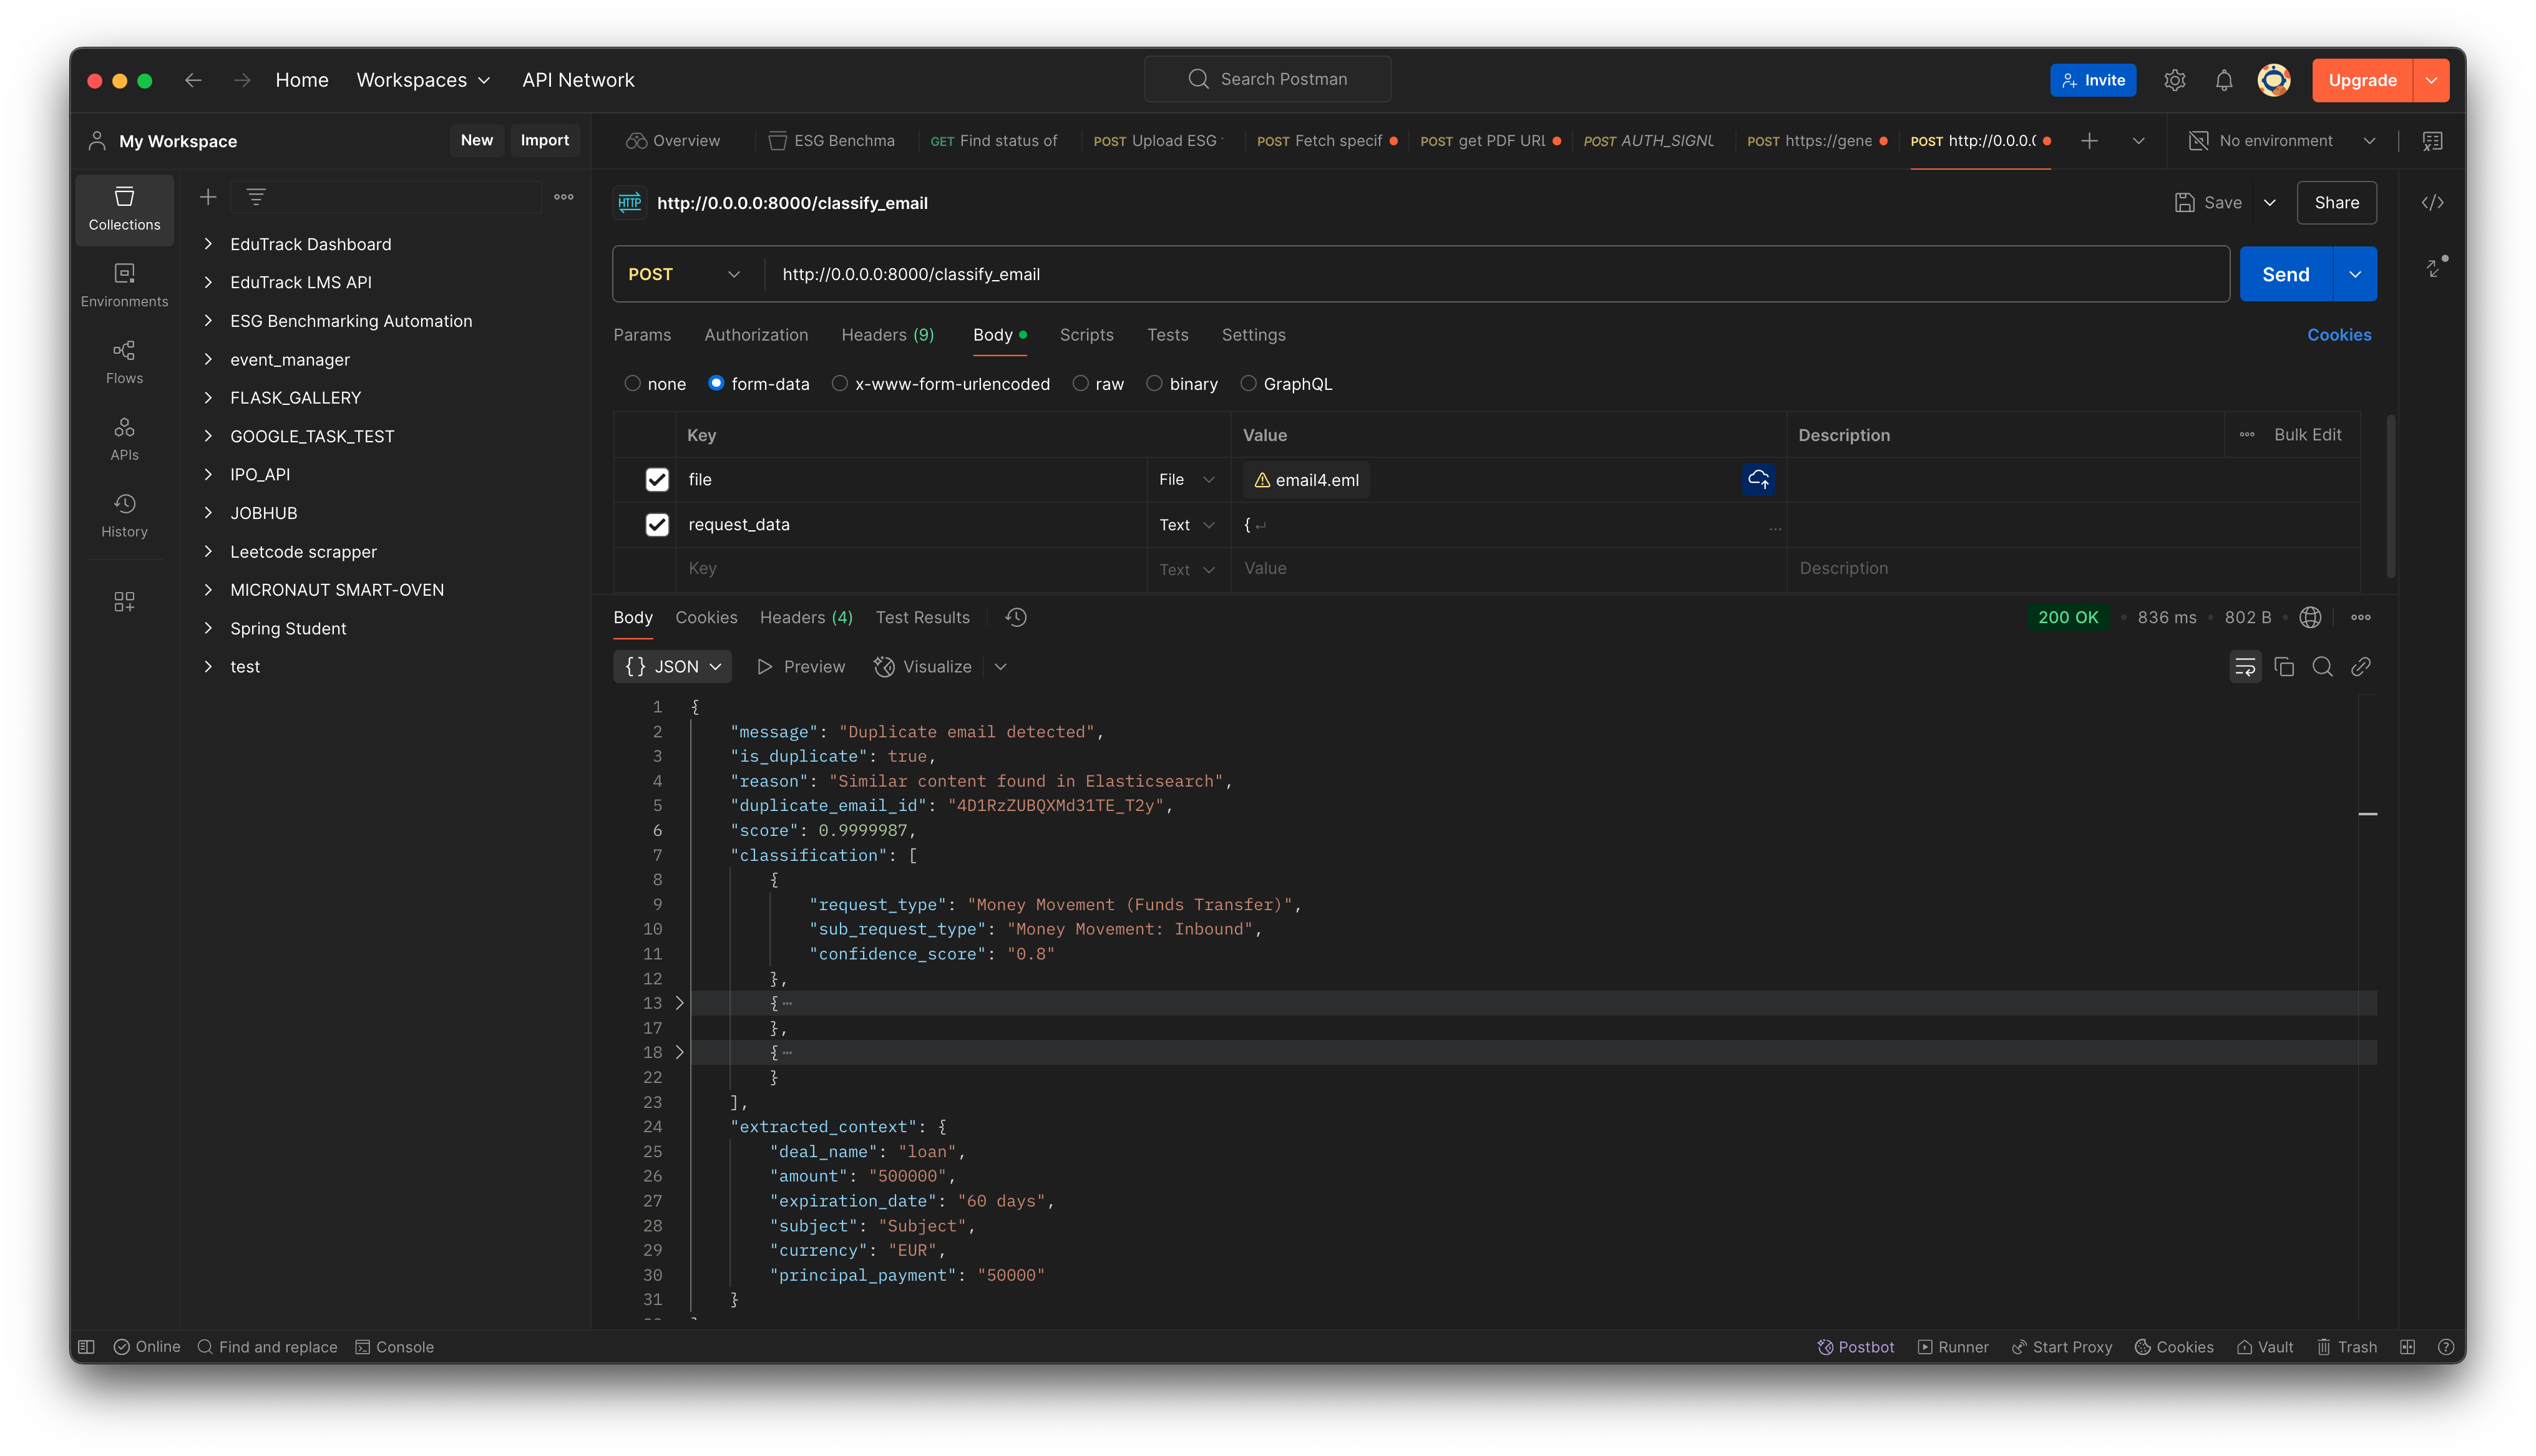 Home Workspaces API Network Search Postman Invite Upgrade
My Workspace New Import
Overview ESG Benchma GET Find status of POST Upload ESG POST Fetch specif POST get PDF URL POST AUTH_SIGNU POST https://gene POST http://0.0.0.( No environment
Collections
Environments
Flows
APIs
History
EduTrack Dashboard
EduTrack LMS API
ESG Benchmarking Automation
event_manager
FLASK_GALLERY
GOOGLE_TASK_TEST
IPO_API
JOBHUB
Leetcode scrapper
MICRONAUT SMART-OVEN
Spring Student
test
HTTP http://0.0.0.0:8000/classify_email Save Share
POST http://0.0.0.0:8000/classify_email Send
Params Authorization Headers (9) Body Scripts Tests Settings Cookies
none form-data x-www-form-urlencoded raw binary GraphQL
Key Value Description Bulk Edit
file File email4.eml
request_data Text { ↵ ...
Key Text Value Description
Body Cookies Headers (4) Test Results 200 OK • 836 ms • 802 B
{} JSON Preview Visualize
1 {
2 "message": "Duplicate email detected",
3 "is_duplicate": true,
4 "reason": "Similar content found in Elasticsearch",
5 "duplicate_email_id": "4D1RzZUBQXMd31TE_T2y",
6 "score": 0.9999987,
7 "classification": [
8 {
9 "request_type": "Money Movement (Funds Transfer)",
10 "sub_request_type": "Money Movement: Inbound",
11 "confidence_score": "0.8"
12 },
13 { ⋯
17 },
18 { ⋯
22 }
23 ],
24 "extracted_context": {
25 "deal_name": "loan",
26 "amount": "500000",
27 "expiration_date": "60 days",
28 "subject": "Subject",
29 "currency": "EUR",
30 "principal_payment": "50000"
31 }
Online Find and replace Console Postbot Runner Start Proxy Cookies Vault Trash